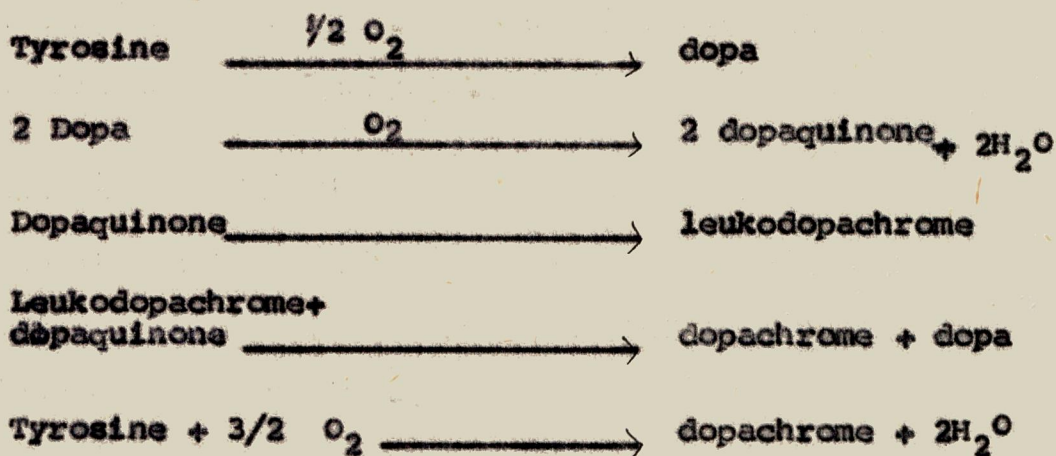 Tyrosine ½ O₂ → dopa
2 Dopa O₂ → 2 dopaquinone + 2H₂O
Dopaquinone → leukodopachrome
Leukodopachrome+
dopaquinone → dopachrome + dopa
Tyrosine + 3/2 O₂ → dopachrome + 2H₂O